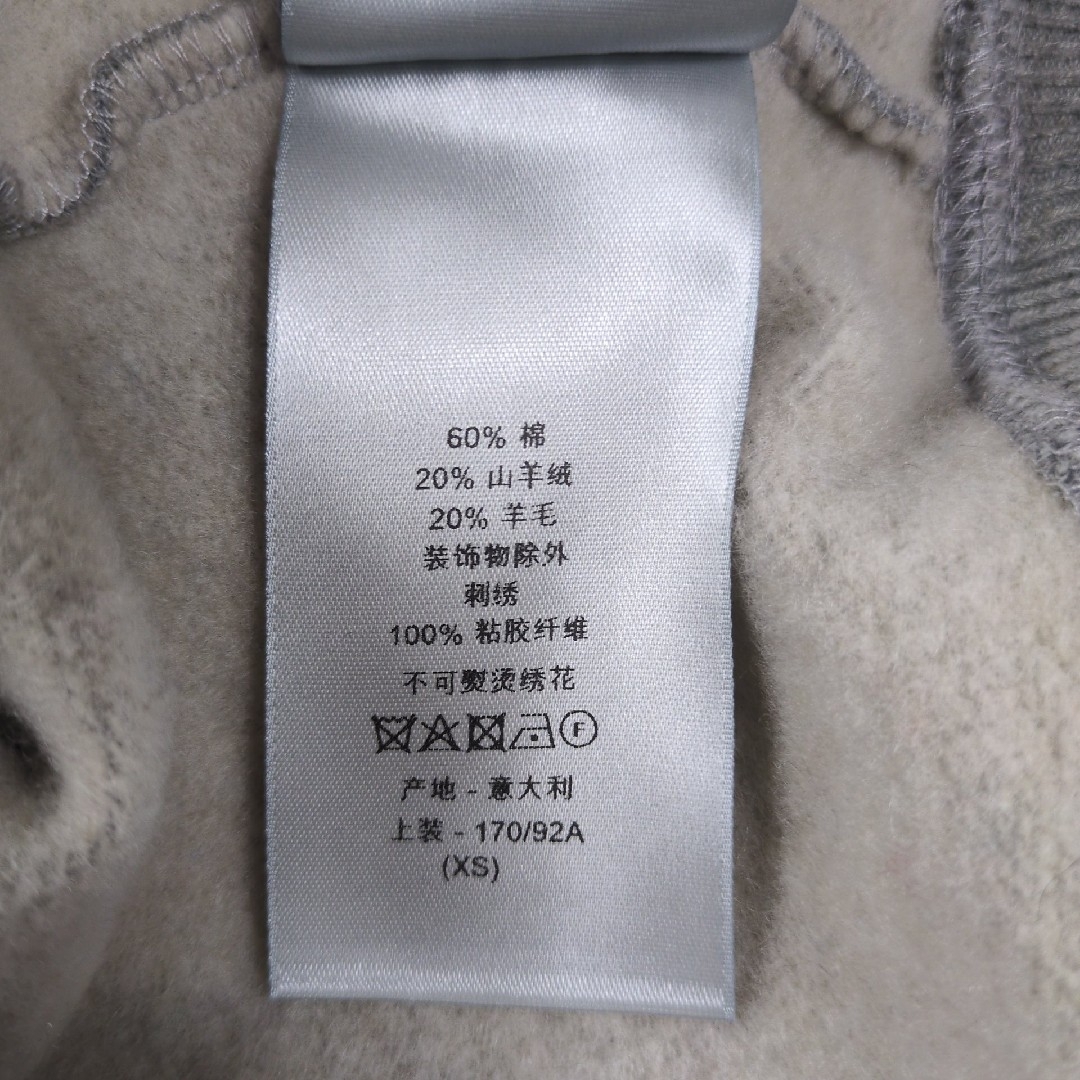 60% 棉
20% 山羊绒
20% 羊毛
装饰物除外
刺绣
100% 粘胶纤维
不可熨烫绣花
F
产地 - 意大利
上装 - 170/92A
(XS)